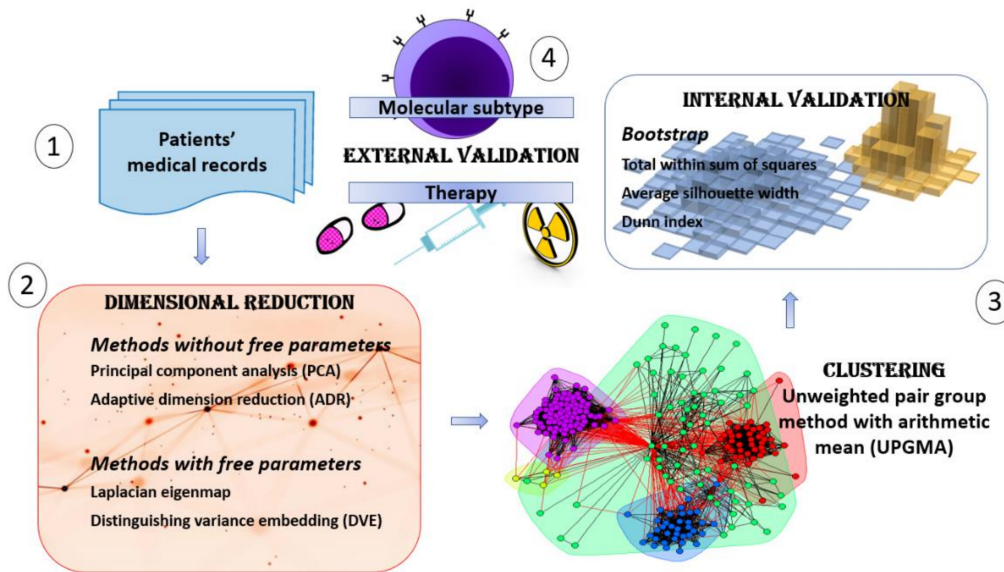 1
Patients'
medical records
4
Molecular subtype
EXTERNAL VALIDATION
Therapy
INTERNAL VALIDATION
Bootstrap
Total within sum of squares
Average silhouette width
Dunn index
2
DIMENSIONAL REDUCTION
Methods without free parameters
Principal component analysis (PCA)
Adaptive dimension reduction (ADR)
Methods with free parameters
Laplacian eigenmap
Distinguishing variance embedding (DVE)
3
CLUSTERING
Unweighted pair group
method with arithmetic
mean (UPGMA)